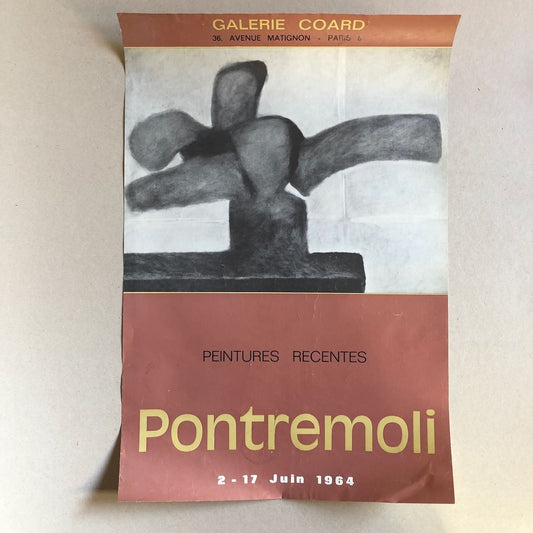 GALERIE COARD
36, AVENUE MATIGNON - PARIS 8
PEINTURES RECENTES
Pontremoli
2 - 17 Juin 1964